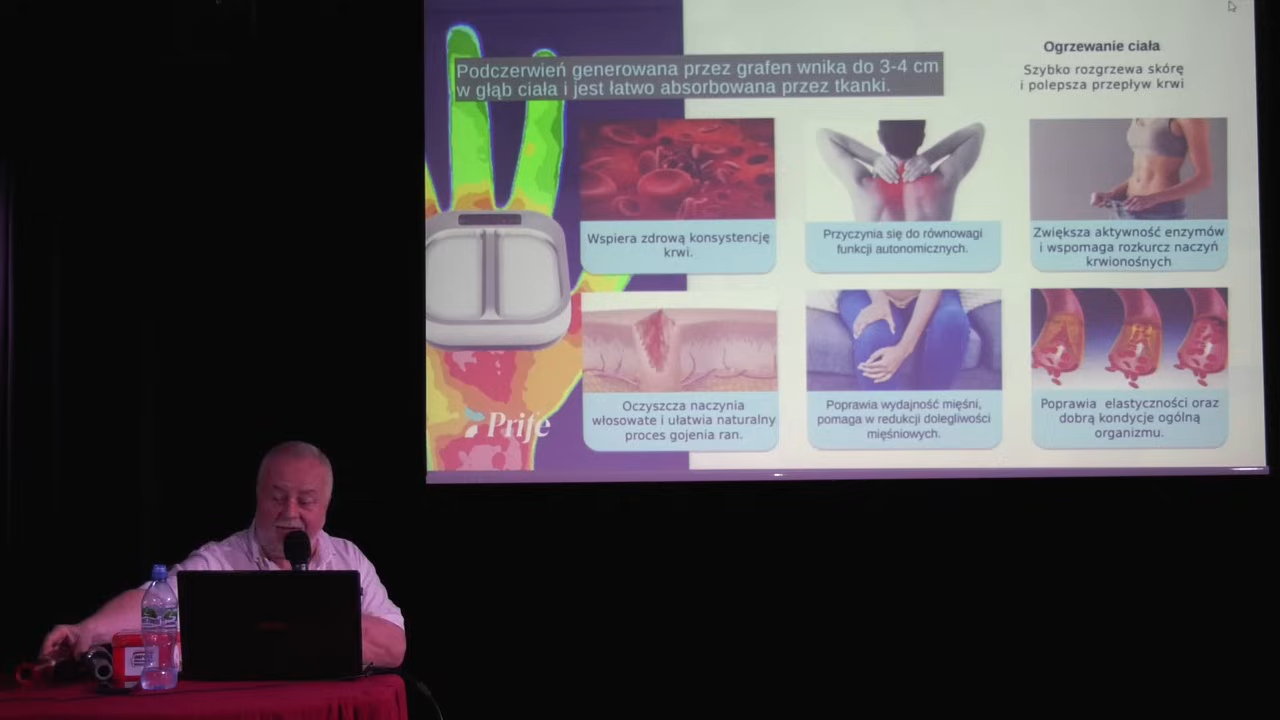 Podczerwień generowana przez grafen wnika do 3-4 cm
w głąb ciała i jest łatwo absorbowana przez tkanki.
Ogrzewanie ciała
Szybko rozgrzewa skórę
i polepsza przepływ krwi
Wspiera zdrową konsystencję
krwi.
Przyczynia się do równowagi
funkcji autonomicznych.
Zwiększa aktywność enzymów
i wspomaga rozkurcz naczyń
krwionośnych
Oczyszcza naczynia
włosowate i ułatwia naturalny
proces gojenia ran.
Poprawia wydajność mięśni,
pomaga w redukcji dolegliwości
mięśniowych.
Poprawia elastyczności oraz
dobrą kondycje ogólną
organizmu.
Prife